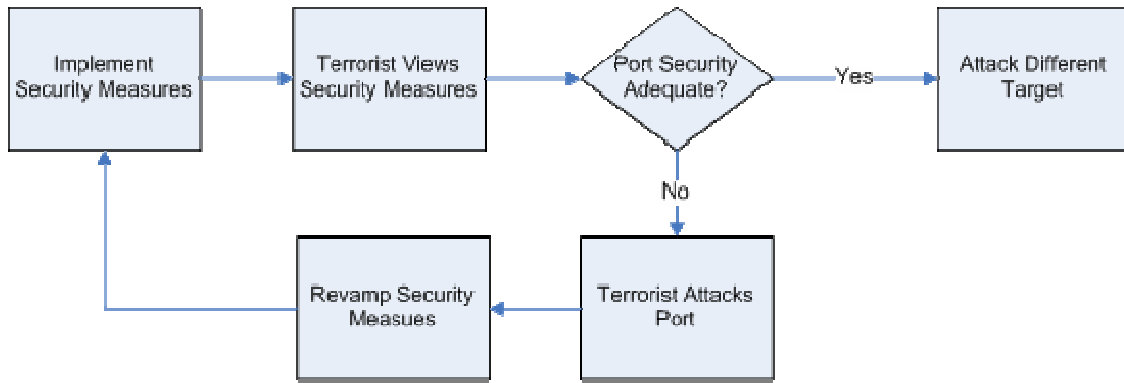 Implement
Security Measures
Terrorist Views
Security Measures
Port Security
Adequate?
Yes
Attack Different
Target
No
Revamp Security
Measues
Terrorist Attacks
Port